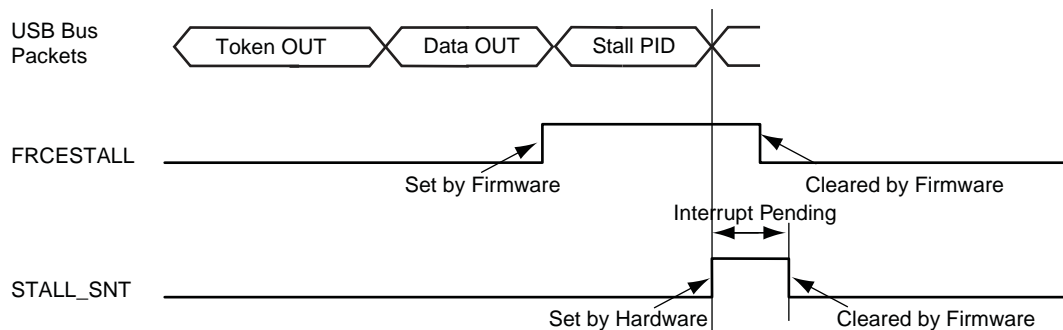 USB Bus
Packets
Token OUT
Data OUT
Stall PID
FRCESTALL
Set by Firmware
Cleared by Firmware
Interrupt Pending
STALL_SNT
Set by Hardware
Cleared by Firmware